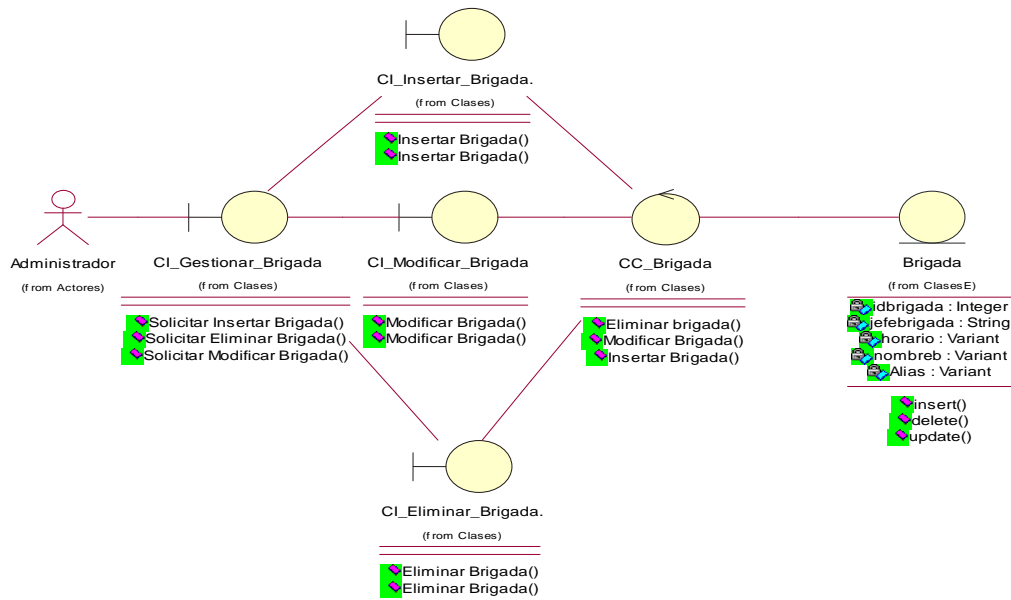 CI_Insertar_Brigada.
(from Clases)
Insertar Brigada()
Insertar Brigada()
Administrador
(from Actores)
CI_Gestionar_Brigada
(from Clases)
Solicitar Insertar Brigada()
Solicitar Eliminar Brigada()
Solicitar Modificar Brigada()
CI_Modificar_Brigada
(from Clases)
Modificar Brigada()
Modificar Brigada()
CC_Brigada
(from Clases)
Eliminar brigada()
Modificar Brigada()
Insertar Brigada()
Brigada
(from ClasesE)
idbrigada : Integer
jefebrigada : String
horario : Variant
nombreb : Variant
Alias : Variant
insert()
delete()
update()
CI_Eliminar_Brigada.
(from Clases)
Eliminar Brigada()
Eliminar Brigada()